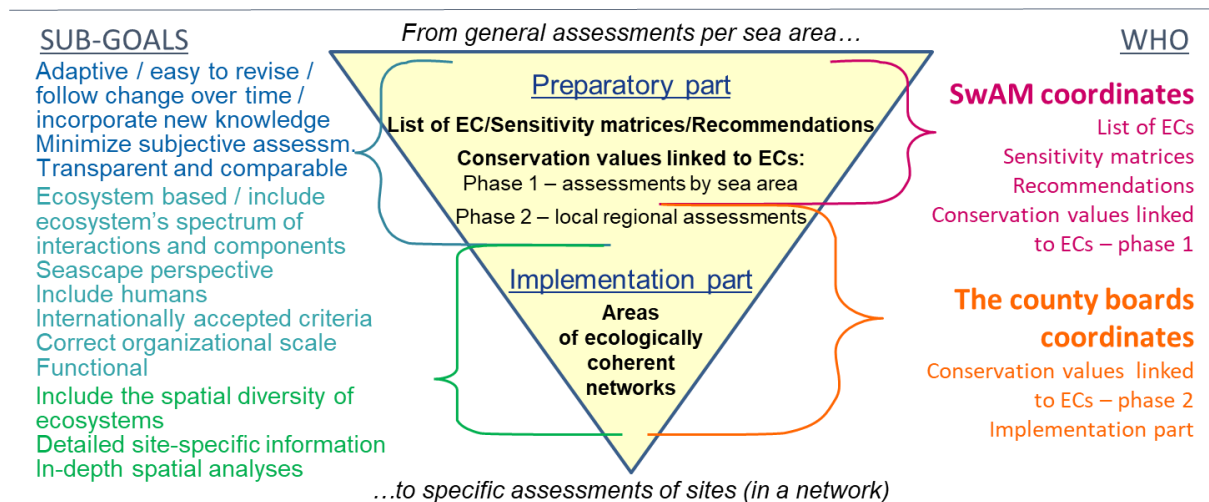 From general assessments per sea area…
SUB-GOALS
Adaptive / easy to revise /
follow change over time /
incorporate new knowledge
Minimize subjective assessm.
Transparent and comparable
Ecosystem based / include
ecosystem's spectrum of
interactions and components
Seascape perspective
Include humans
Internationally accepted criteria
Correct organizational scale
Functional
Include the spatial diversity of
ecosystems
Detailed site-specific information
In-depth spatial analyses
Preparatory part
List of EC/Sensitivity matrices/Recommendations
Conservation values linked to ECs:
Phase 1 – assessments by sea area
Phase 2 – local regional assessments
Implementation part
Areas
of ecologically
coherent
networks
WHO
SwAM coordinates
List of ECs
Sensitivity matrices
Recommendations
Conservation values linked
to ECs – phase 1
The county boards
coordinates
Conservation values linked
to ECs – phase 2
Implementation part
…to specific assessments of sites (in a network)